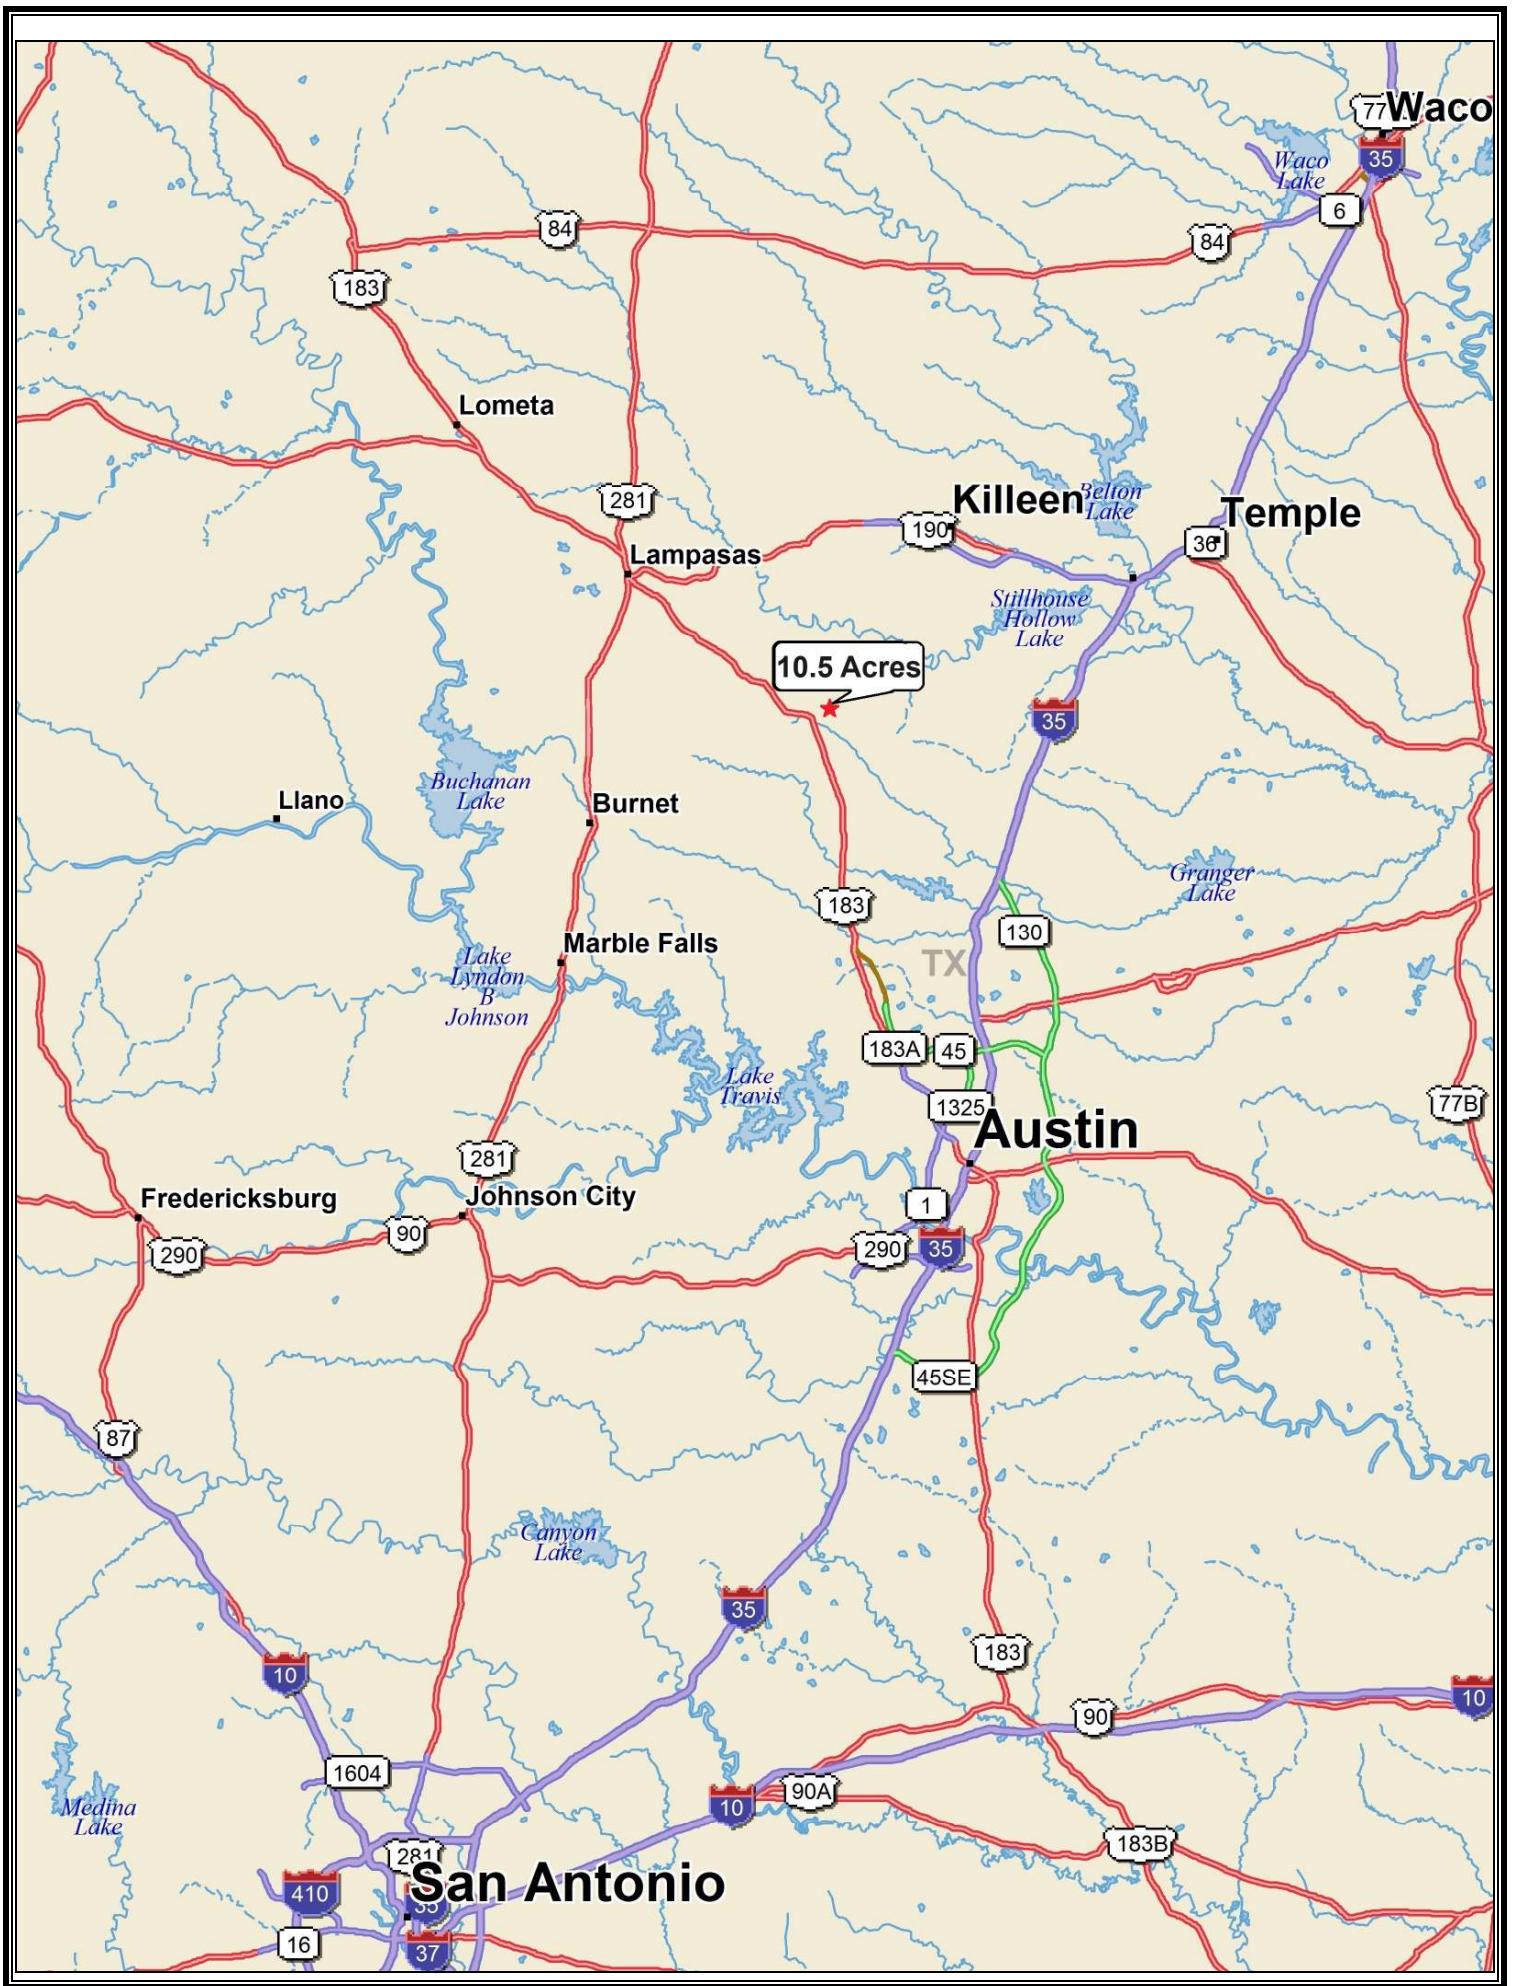 77
Waco
Waco
Lake
35
6
84
84
183
Lometa
281
Killeen
Belton
Lake
Temple
190
36
Lampasas
Stillhouse
Hollow
Lake
10.5 Acres
35
Buchanan
Lake
Llano
Burnet
Granger
Lake
183
130
Marble Falls
TX
Lake
Lyndon
B
Johnson
183A
45
Lake
Travis
1325
77B
Austin
281
Fredericksburg
Johnson City
1
290
90
290
35
45SE
87
Canyon
Lake
35
183
10
10
90
1604
90A
10
Medina
Lake
183B
281
San Antonio
410
35
16
37